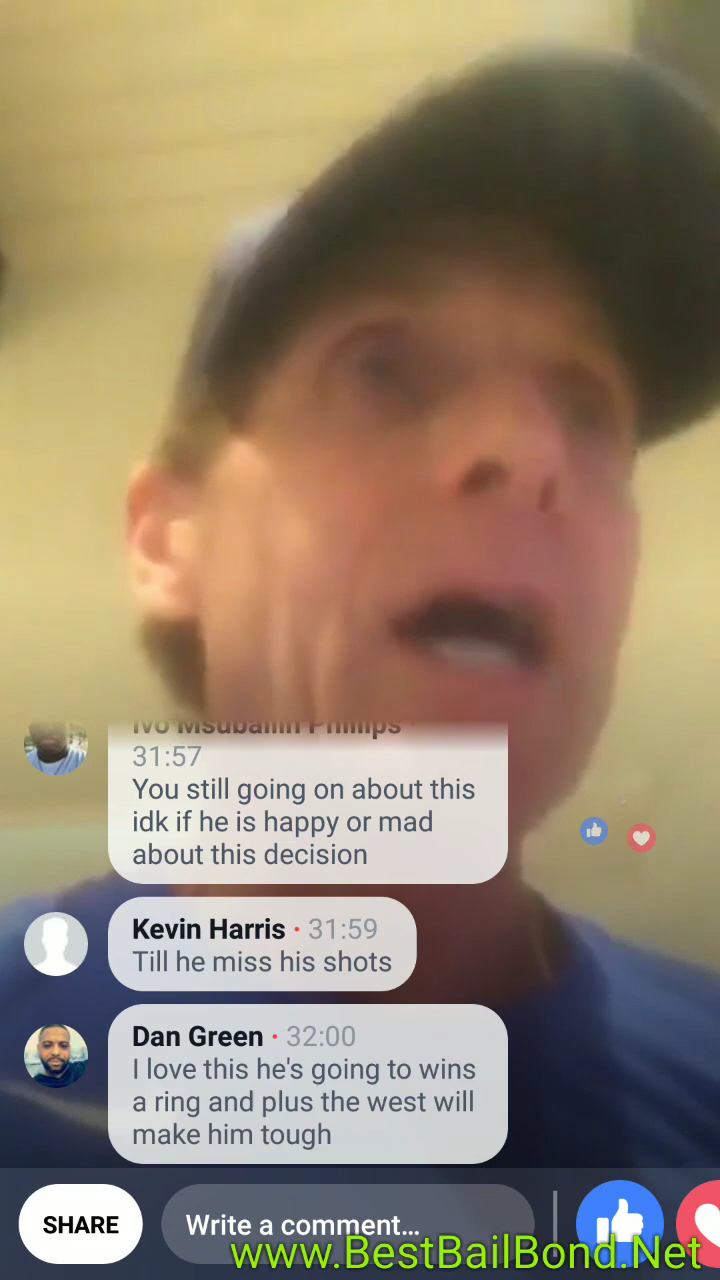 31:57
You still going on about this
idk if he is happy or mad
about this decision
Kevin Harris • 31:59
Till he miss his shots
Dan Green • 32:00
I love this he's going to wins
a ring and plus the west will
make him tough
SHARE
Write a comment...
www.BestBailBond.Net